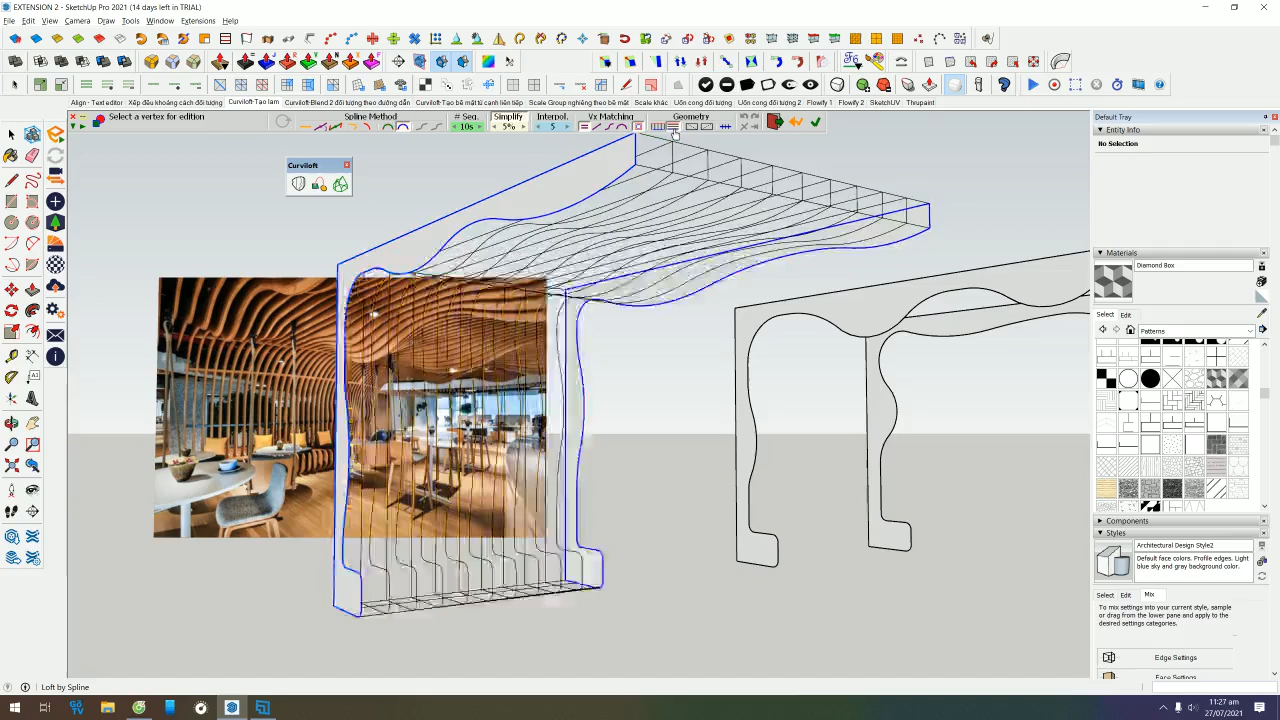 EXTENSION 2 - SketchUp Pro 2021 (14 days left in TRIAL)
File Edit View Camera Draw Tools Window Extensions Help
Align - Text editor Xếp đều khoảng cách đối tượng Curviloft-Tạo lam Curviloft-Blend 2 đối tượng theo đường dẫn Curviloft-Tạo bề mặt từ cạnh liên tiếp Scale Group nghiêng theo bề mặt Scale khác Uốn cong đối tượng Uốn cong đối tượng 2 Flowify 1 Flowify 2 SketchUV Thrupaint
Select a vertex for edition Spline Method # Seq. Simplify Interpol. Vx Matching Geometry
10s 5% 5
Curviloft
Default Tray
Entity Info
No Selection
Materials
Diamond Box
Select Edit
Patterns
Components
Styles
Architectural Design Style2
Default face colors. Profile edges. Light
blue sky and gray background color.
Select Edit Mix
To mix settings into your current style, sample
or drag from the lower pane and apply to the
desired settings categories.
Edge Settings
Face Settings
Loft by Spline
11:27 am
27/07/2021